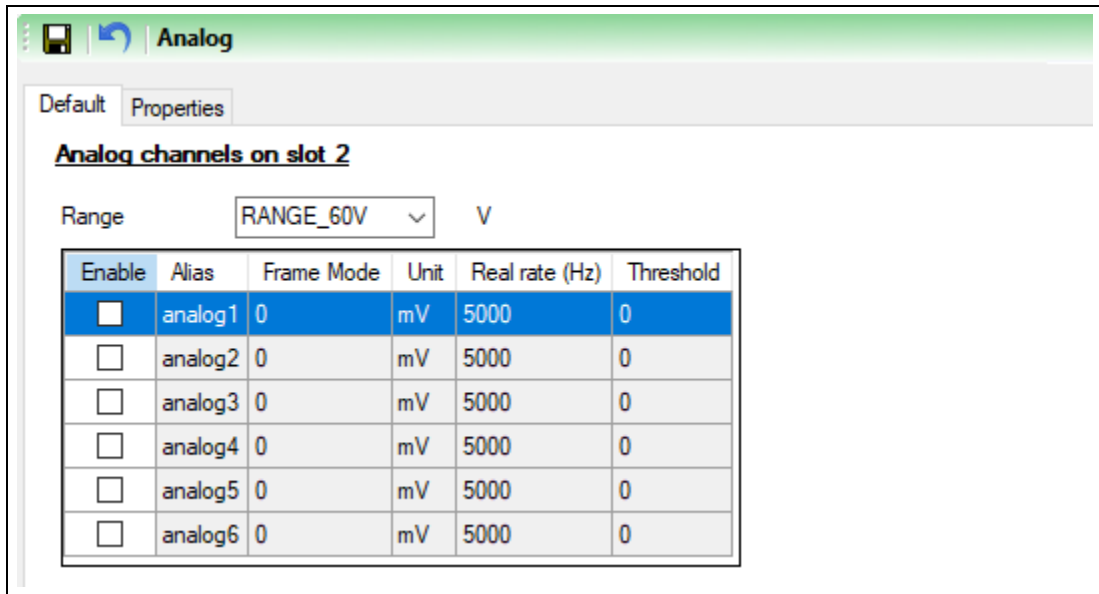 Analog
Default Properties
Analog channels on slot 2
Range RANGE_60V V
Enable Alias Frame Mode Unit Real rate (Hz) Threshold
analog1 0 mV 5000 0
analog2 0 mV 5000 0
analog3 0 mV 5000 0
analog4 0 mV 5000 0
analog5 0 mV 5000 0
analog6 0 mV 5000 0